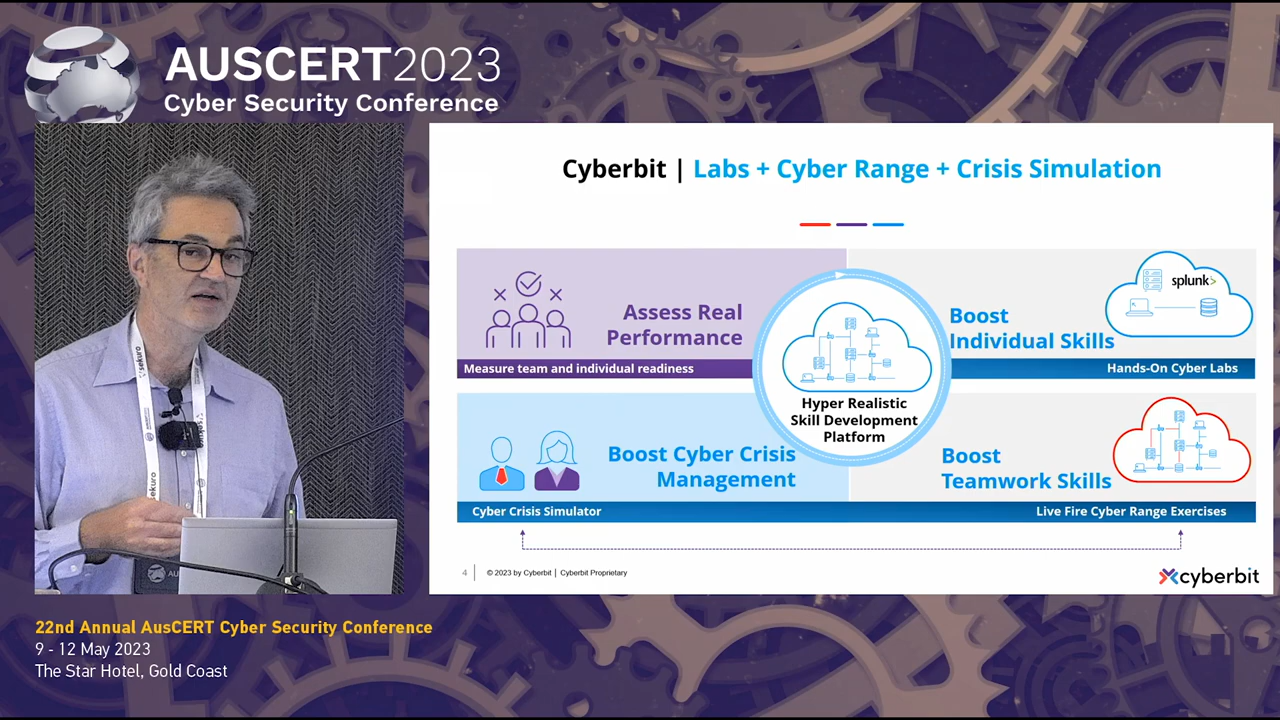 AUSCERT2023
Cyber Security Conference
Cyberbit | Labs + Cyber Range + Crisis Simulation
Assess Real
Performance
Measure team and individual readiness
splunk>
Boost
Individual Skills
Hands-On Cyber Labs
Hyper Realistic
Skill Development
Platform
Boost Cyber Crisis
Management
Cyber Crisis Simulator
Boost
Teamwork Skills
Live Fire Cyber Range Exercises
4 | © 2023 by Cyberbit | Cyberbit Proprietary
cyberbit
sekuro
sekuro
AU
22nd Annual AusCERT Cyber Security Conference
9 - 12 May 2023
The Star Hotel, Gold Coast